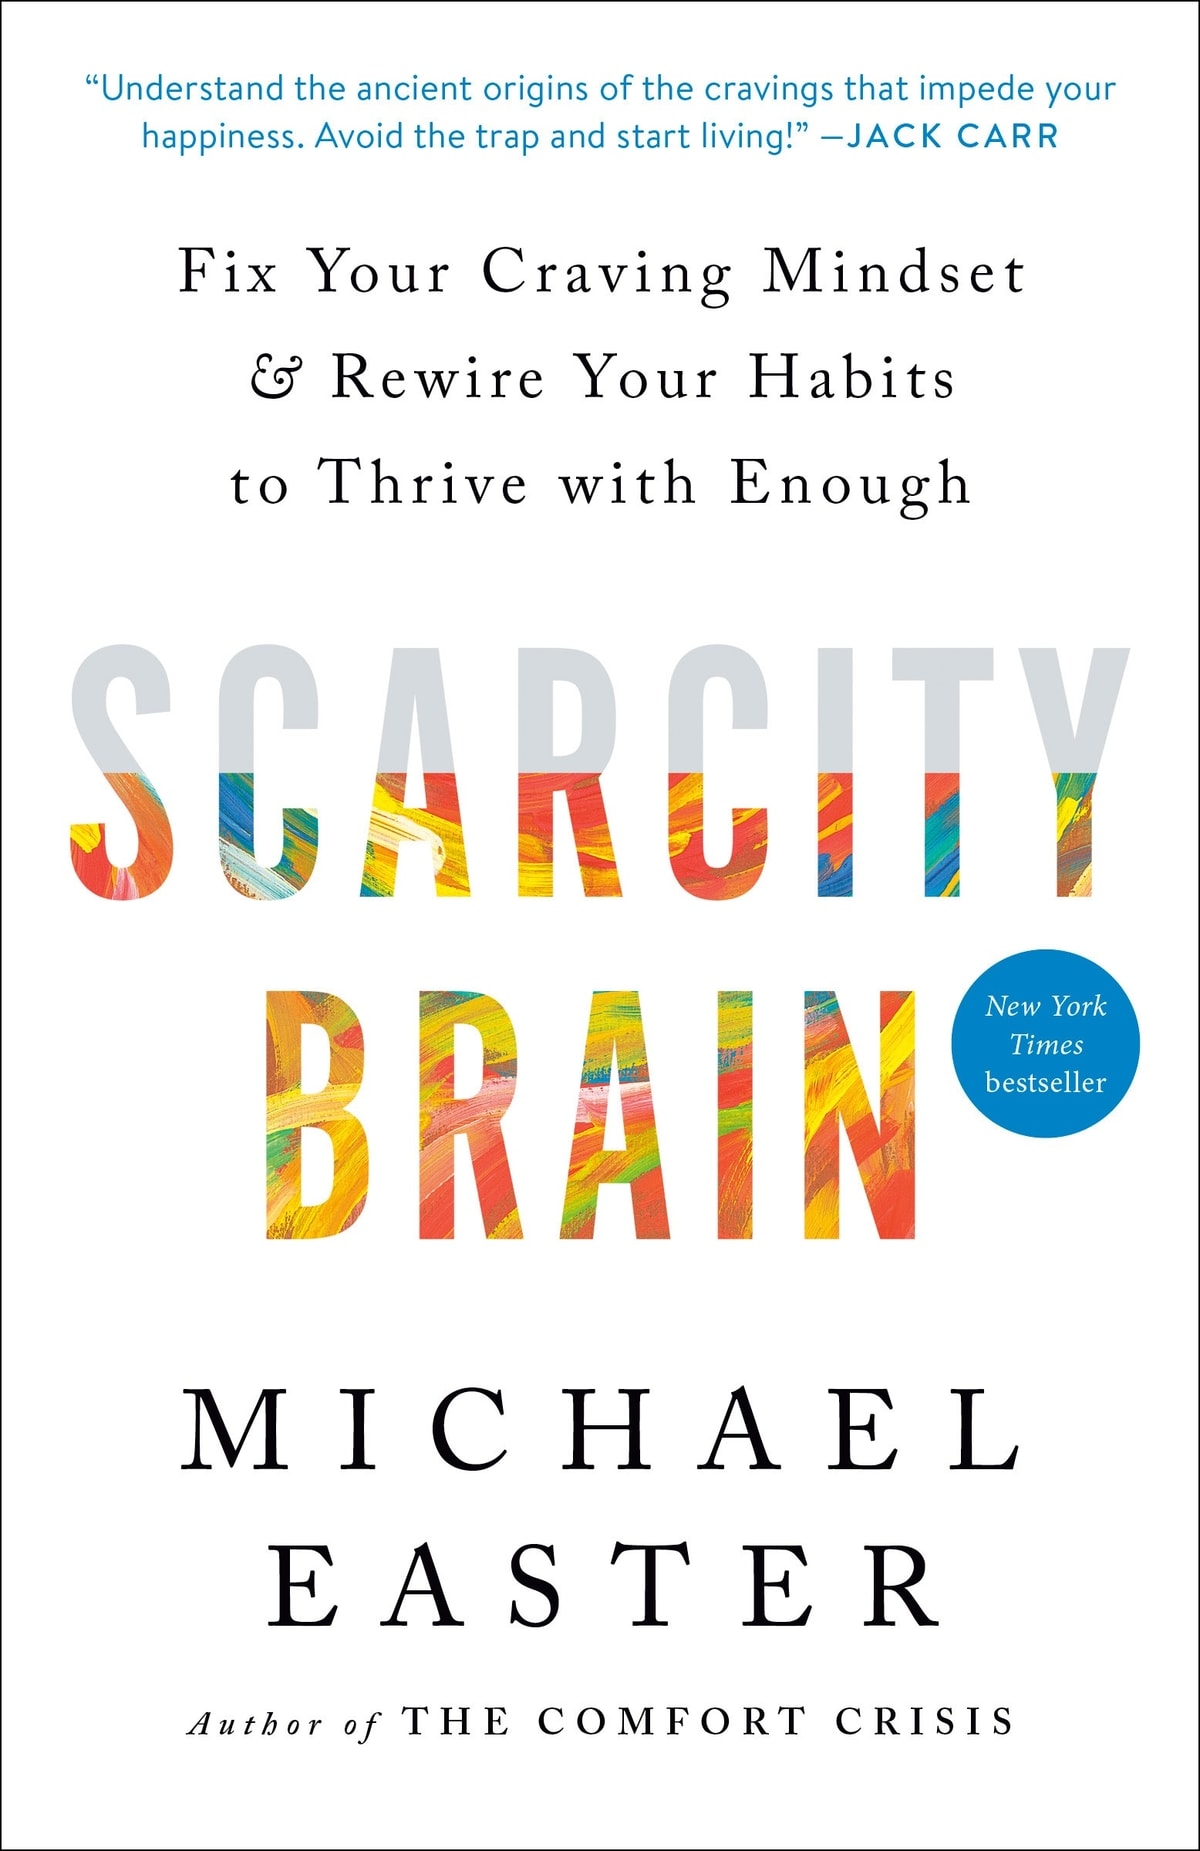 “Understand the ancient origins of the cravings that impede your
happiness. Avoid the trap and start living!” —JACK CARR
Fix Your Craving Mindset
& Rewire Your Habits
to Thrive with Enough
SCARCITY
BRAIN
New York
Times
bestseller
MICHAEL
EASTER
Author of THE COMFORT CRISIS